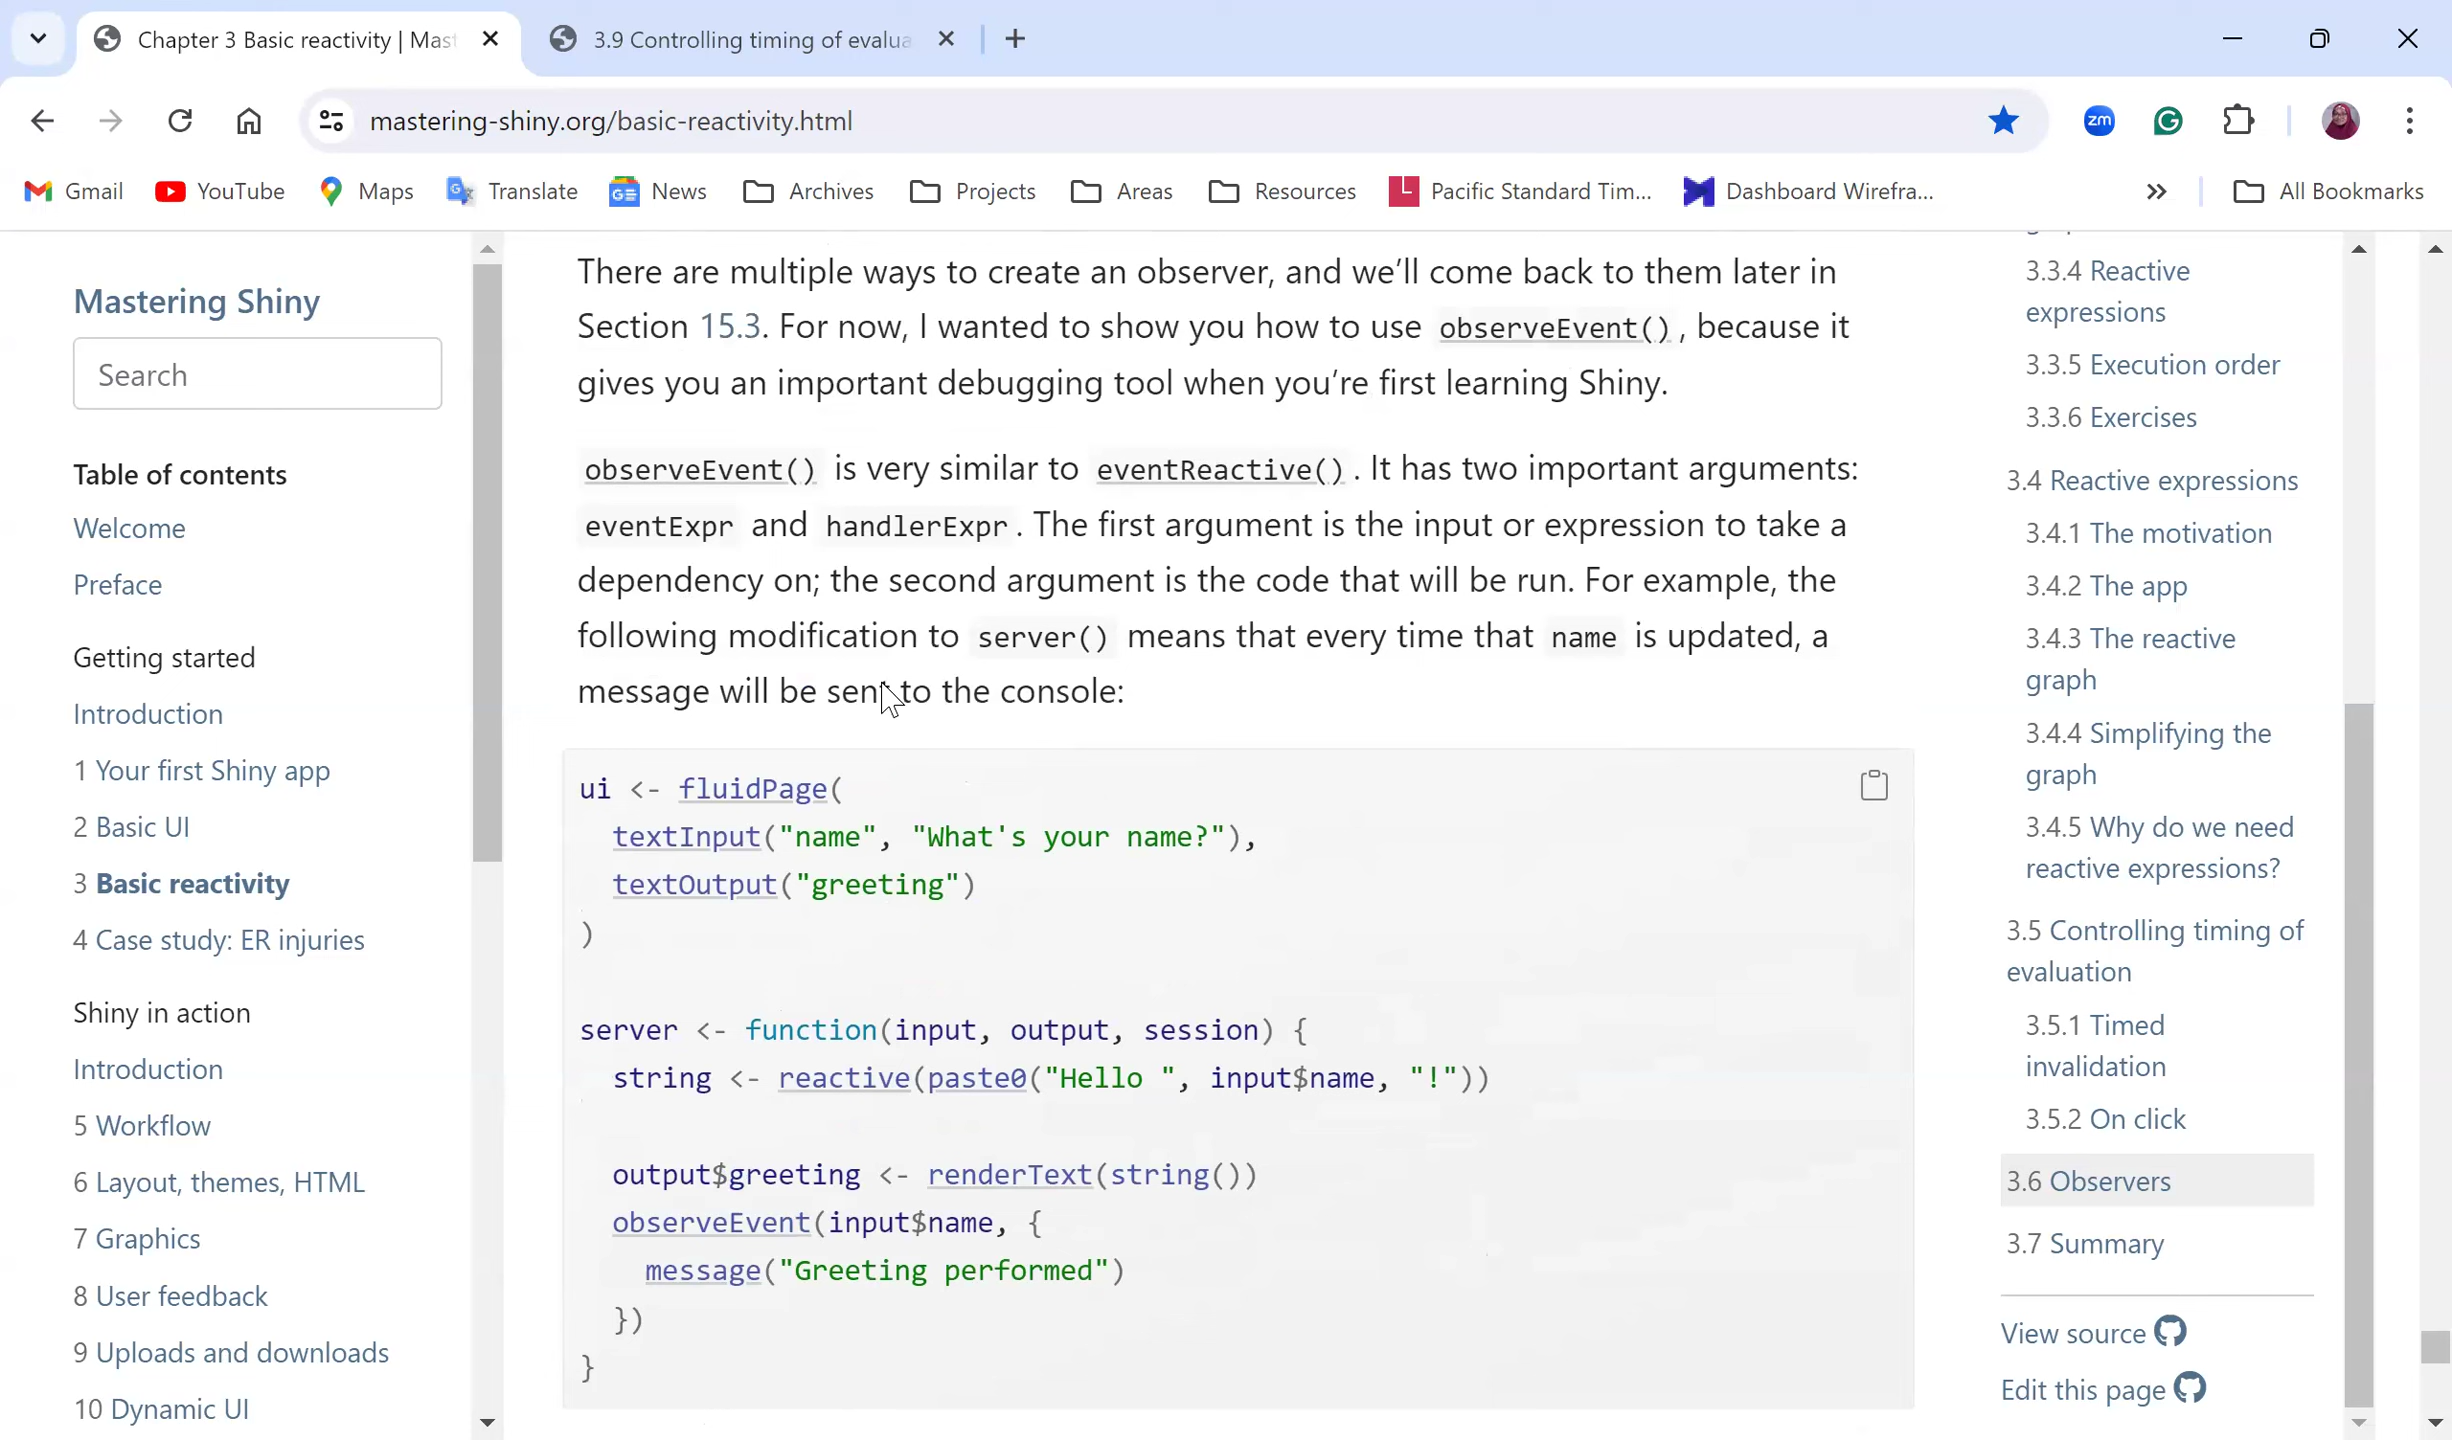 Chapter 3 Basic reactivity | Mast
3.9 Controlling timing of evalua
mastering-shiny.org/basic-reactivity.html
zm
Gmail
YouTube
Maps
Translate
News
Archives
Projects
Areas
Resources
Pacific Standard Tim...
Dashboard Wirefra...
All Bookmarks
Mastering Shiny
Search
Table of contents
Welcome
Preface
Getting started
Introduction
1 Your first Shiny app
2 Basic UI
3 Basic reactivity
4 Case study: ER injuries
Shiny in action
Introduction
5 Workflow
6 Layout, themes, HTML
7 Graphics
8 User feedback
9 Uploads and downloads
10 Dynamic UI
There are multiple ways to create an observer, and we’ll come back to them later in
Section 15.3. For now, I wanted to show you how to use observeEvent(), because it
gives you an important debugging tool when you’re first learning Shiny.
observeEvent() is very similar to eventReactive(). It has two important arguments:
eventExpr and handlerExpr. The first argument is the input or expression to take a
dependency on; the second argument is the code that will be run. For example, the
following modification to server() means that every time that name is updated, a
message will be sent to the console:
ui <- fluidPage(
  textInput("name", "What's your name?"),
  textOutput("greeting")
)
server <- function(input, output, session) {
  string <- reactive(paste0("Hello ", input$name, "!"))
  output$greeting <- renderText(string())
  observeEvent(input$name, {
    message("Greeting performed")
  })
}
3.3.4 Reactive
expressions
3.3.5 Execution order
3.3.6 Exercises
3.4 Reactive expressions
3.4.1 The motivation
3.4.2 The app
3.4.3 The reactive
graph
3.4.4 Simplifying the
graph
3.4.5 Why do we need
reactive expressions?
3.5 Controlling timing of
evaluation
3.5.1 Timed
invalidation
3.5.2 On click
3.6 Observers
3.7 Summary
View source
Edit this page